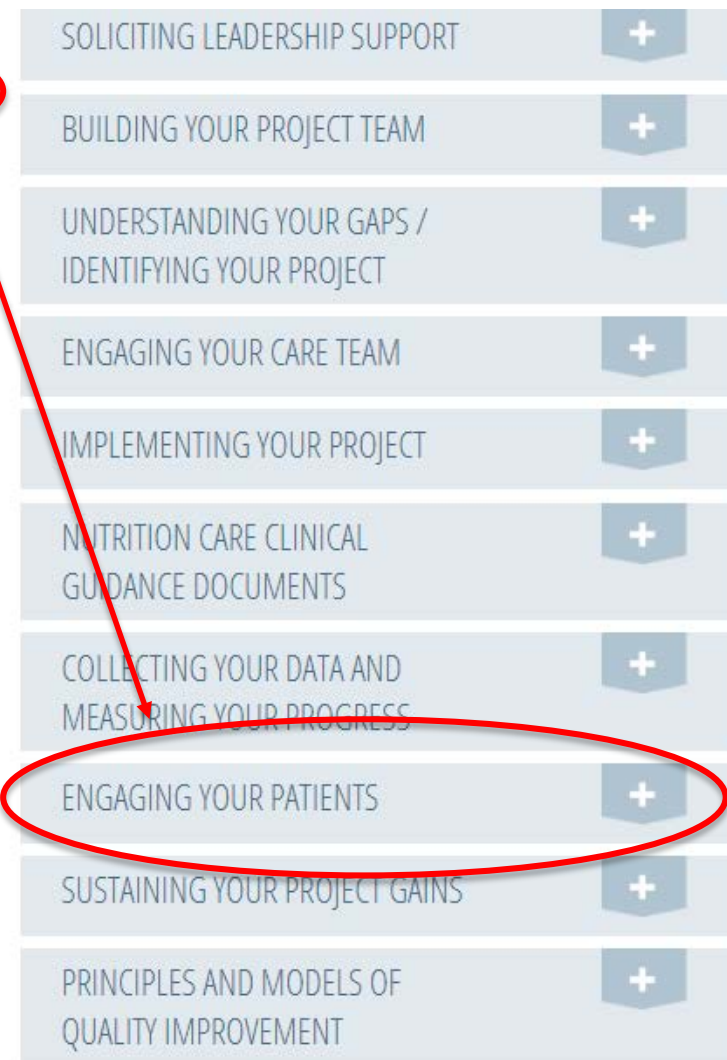 SOLICITING LEADERSHIP SUPPORT
BUILDING YOUR PROJECT TEAM
UNDERSTANDING YOUR GAPS /
IDENTIFYING YOUR PROJECT
ENGAGING YOUR CARE TEAM
IMPLEMENTING YOUR PROJECT
NUTRITION CARE CLINICAL
GUIDANCE DOCUMENTS
COLLECTING YOUR DATA AND
MEASURING YOUR PROGRESS
ENGAGING YOUR PATIENTS
SUSTAINING YOUR PROJECT GAINS
PRINCIPLES AND MODELS OF
QUALITY IMPROVEMENT